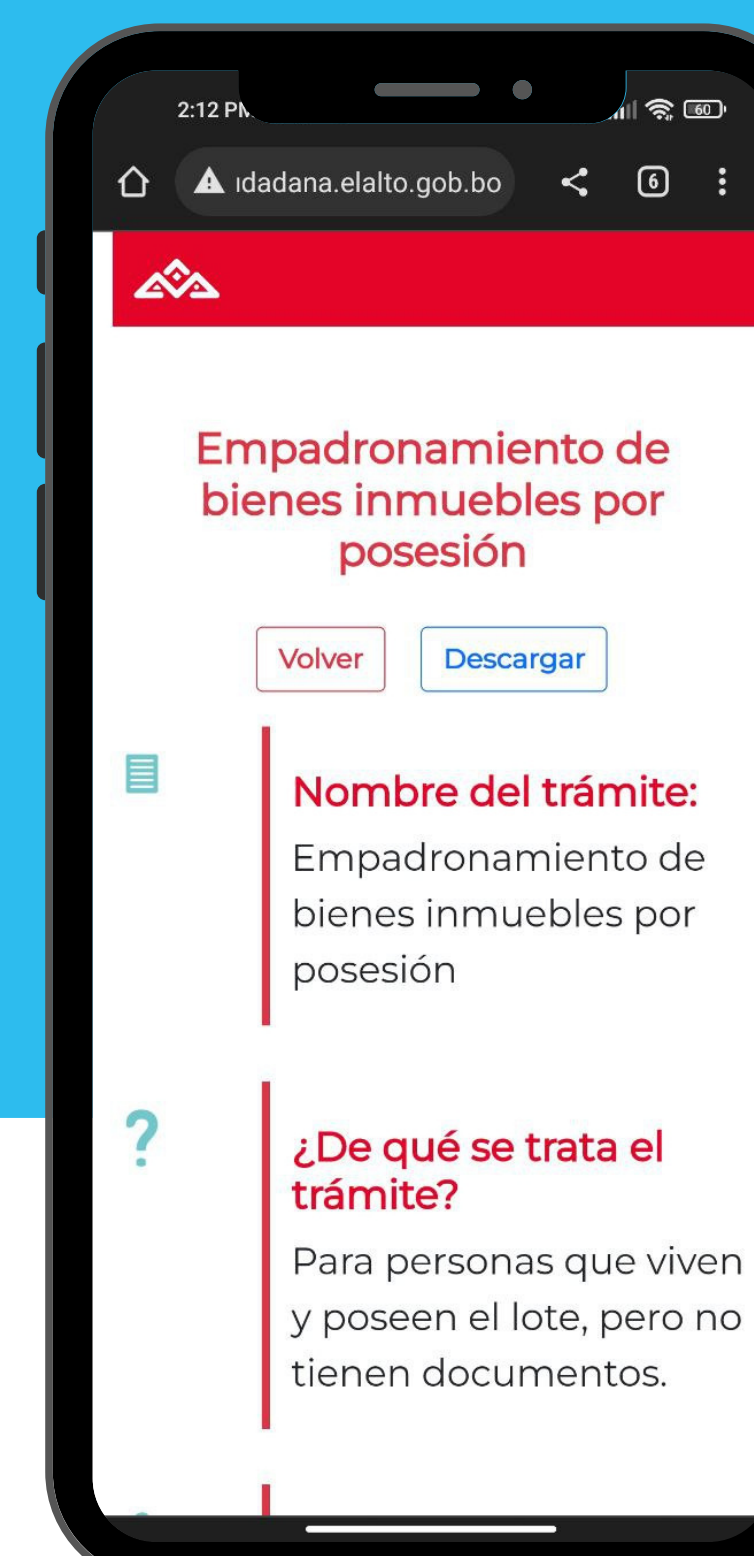 2:12 PM
60
ıdadana.elalto.gob.bo
6
Empadronamiento de
bienes inmuebles por
posesión
Volver
Descargar
Nombre del trámite:
Empadronamiento de
bienes inmuebles por
posesión
¿De qué se trata el
trámite?
Para personas que viven
y poseen el lote, pero no
tienen documentos.